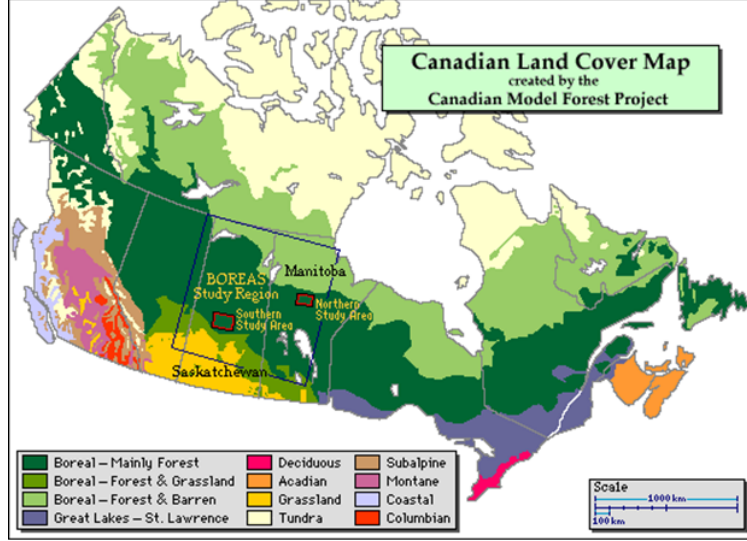 Canadian Land Cover Map
created by the
Canadian Model Forest Project
Manitoba
BOREAS
Study Region
Northern
Study Area
Southern
Study Area
Saskatchewan
Boreal – Mainly Forest
Boreal – Forest & Grassland
Boreal – Forest & Barren
Great Lakes – St. Lawrence
Deciduous
Acadian
Grassland
Tundra
Subalpine
Montane
Coastal
Columbian
Scale
1000 km
100 km